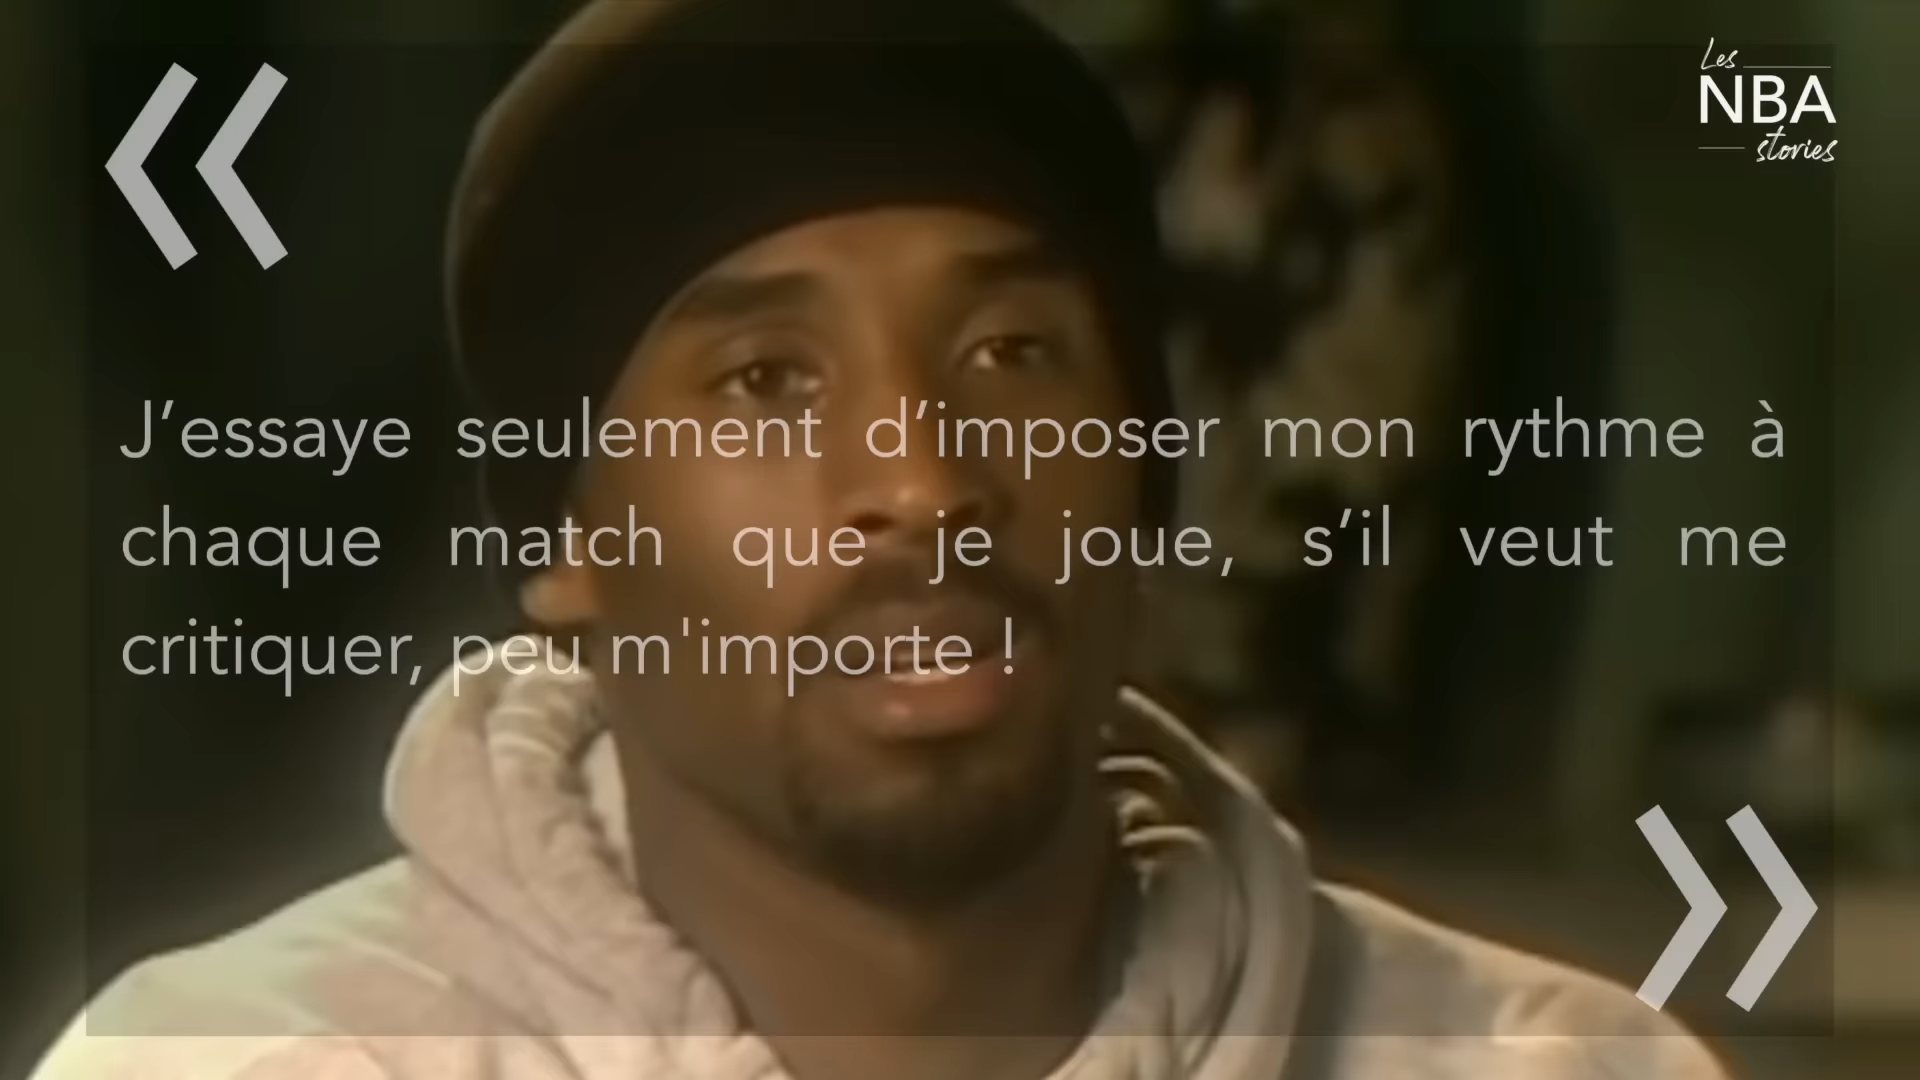 Les
NBA
stories
«
J’essaye seulement d’imposer mon rythme à
chaque match que je joue, s’il veut me
critiquer, peu m'importe !
»